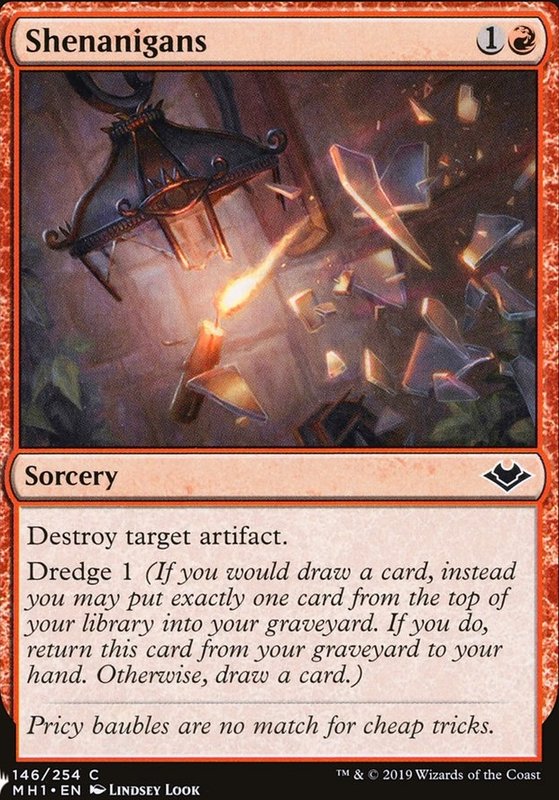 Shenanigans 1
Sorcery
Destroy target artifact.
Dredge 1 (If you would draw a card, instead
you may put exactly one card from the top of
your library into your graveyard. If you do,
return this card from your graveyard to your
hand. Otherwise, draw a card.)
Pricy baubles are no match for cheap tricks.
146/254 C
MH1 • EN Lindsey Look
™ & © 2019 Wizards of the Coast